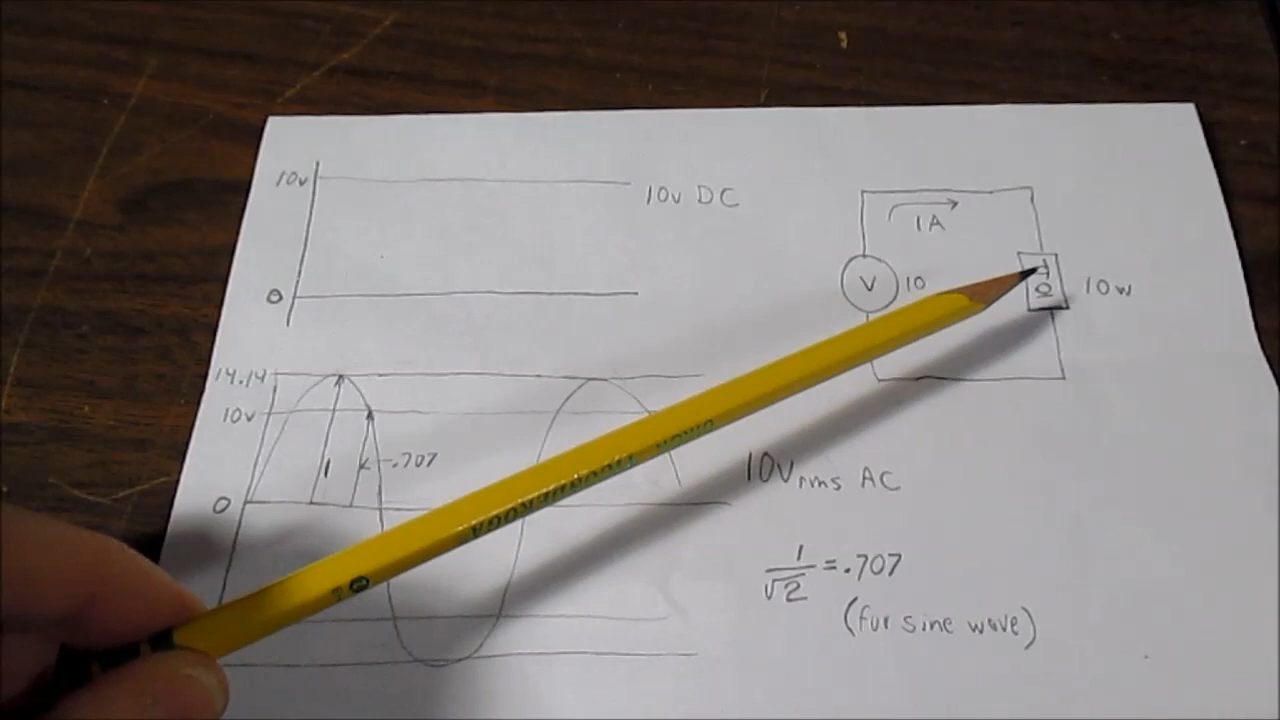 10v
10v DC
0
1A
V
10
10w
14.14
10v
1
.707
0
10Vrms AC
1/√2 = .707
(for sine wave)